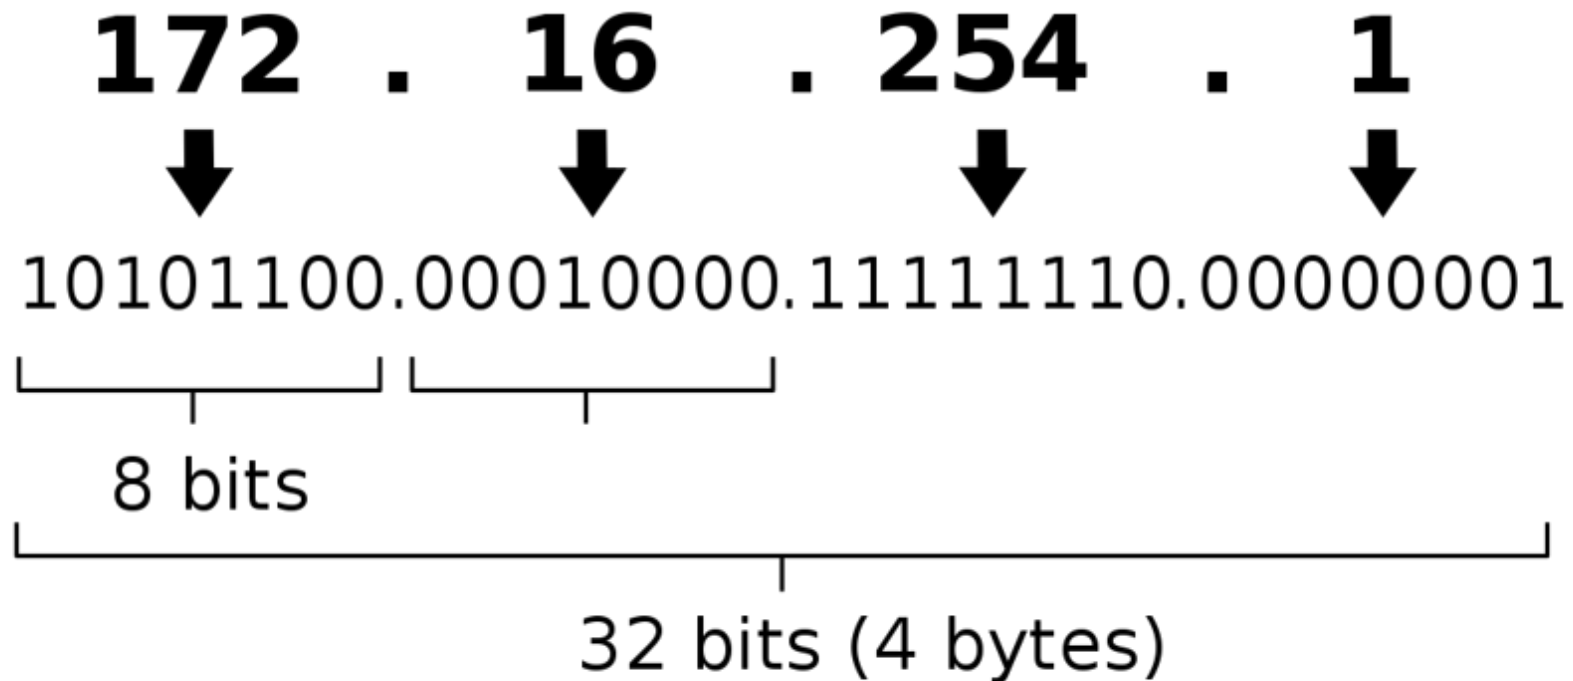 172 . 16 . 254 . 1
10101100.00010000.11111110.00000001
8 bits
32 bits (4 bytes)